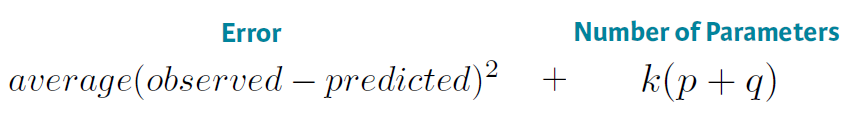 Error Number of Parameters
average(observed − predicted)² + k(p + q)